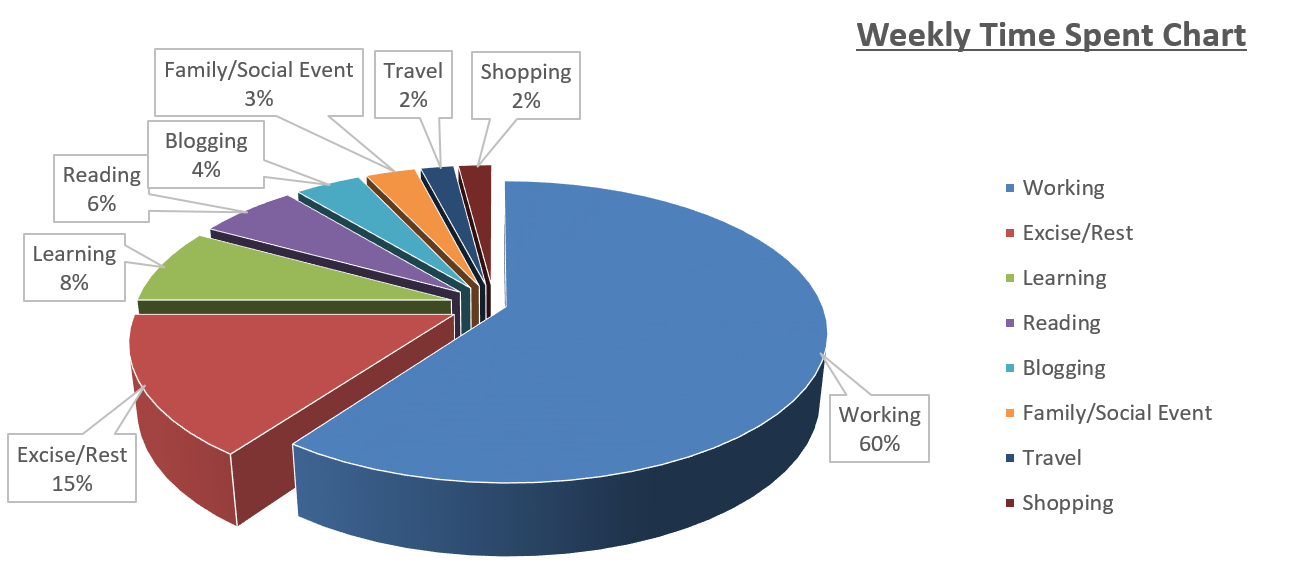 Weekly Time Spent Chart
Family/Social Event
3%
Travel
2%
Shopping
2%
Blogging
4%
Reading
6%
Learning
8%
Excise/Rest
15%
Working
60%
Working
Excise/Rest
Learning
Reading
Blogging
Family/Social Event
Travel
Shopping